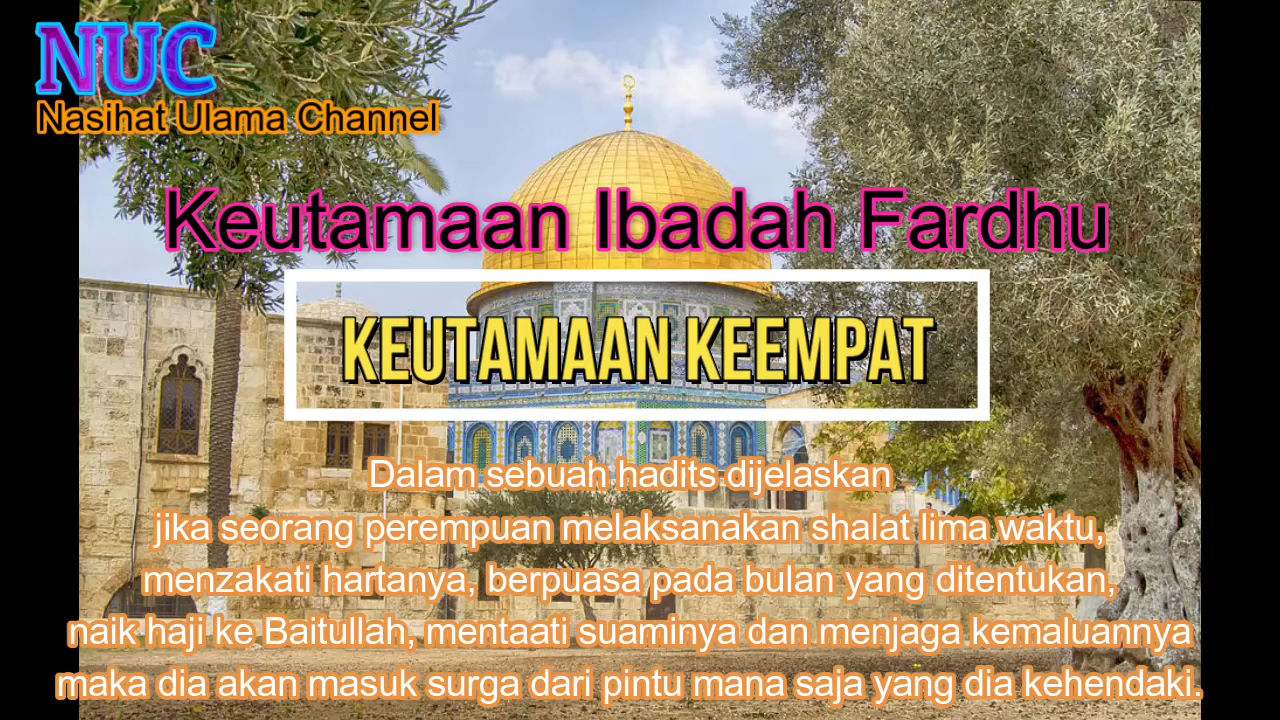 NUC
Nasihat Ulama Channel
Keutamaan Ibadah Fardhu
KEUTAMAAN KEEMPAT
Dalam sebuah hadits dijelaskan
jika seorang perempuan melaksanakan shalat lima waktu,
menzakati hartanya, berpuasa pada bulan yang ditentukan,
naik haji ke Baitullah, mentaati suaminya dan menjaga kemaluannya
maka dia akan masuk surga dari pintu mana saja yang dia kehendaki.